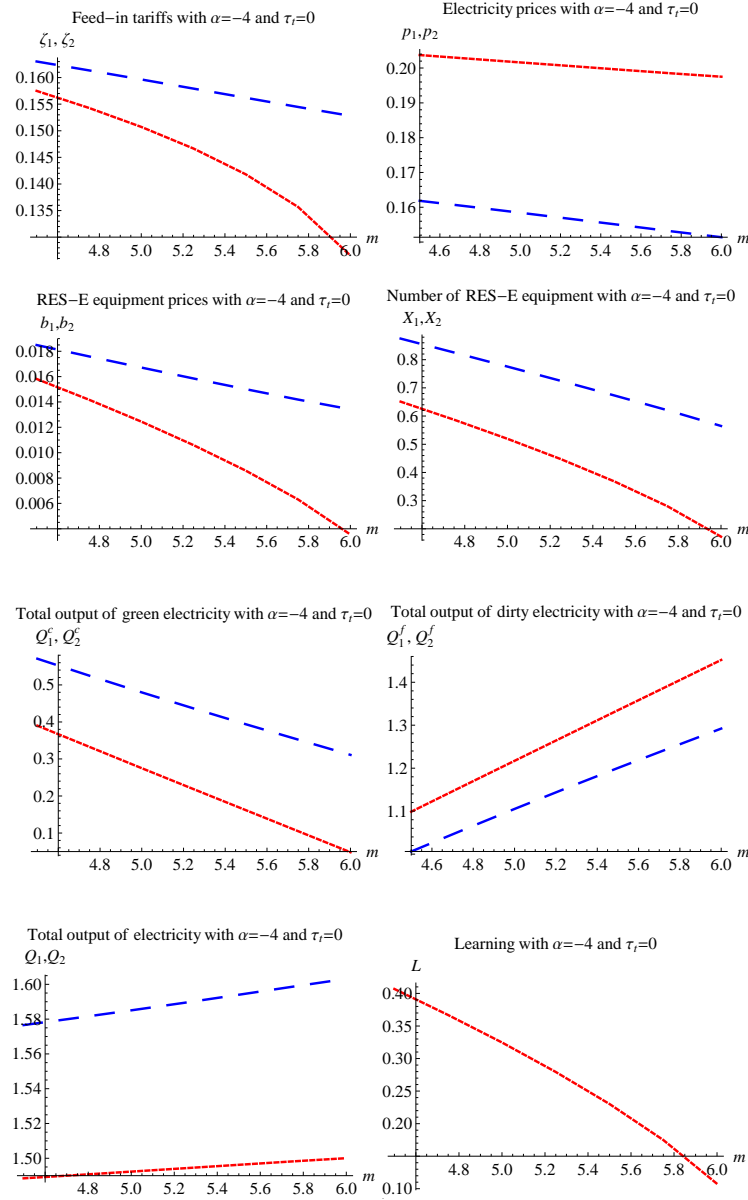 Feed−in tariffs with α=−4 and τₜ=0
ζ₁, ζ₂
0.160
0.155
0.150
0.145
0.140
0.135
4.8 5.0 5.2 5.4 5.6 5.8 6.0 m
Electricity prices with α=−4 and τₜ=0
p₁,p₂
0.20
0.19
0.18
0.17
0.16
4.6 4.8 5.0 5.2 5.4 5.6 5.8 6.0 m
RES−E equipment prices with α=−4 and τₜ=0
b₁,b₂
0.018
0.016
0.014
0.012
0.010
0.008
0.006
4.8 5.0 5.2 5.4 5.6 5.8 6.0 m
Number of RES−E equipment with α=−4 and τₜ=0
X₁,X₂
0.8
0.7
0.6
0.5
0.4
0.3
4.8 5.0 5.2 5.4 5.6 5.8 6.0 m
Total output of green electricity with α=−4 and τₜ=0
Q₁ᶜ, Q₂ᶜ
0.5
0.4
0.3
0.2
0.1
4.8 5.0 5.2 5.4 5.6 5.8 6.0 m
Total output of dirty electricity with α=−4 and τₜ=0
Q₁ᶠ, Q₂ᶠ
1.4
1.3
1.2
1.1
4.6 4.8 5.0 5.2 5.4 5.6 5.8 6.0 m
Total output of electricity with α=−4 and τₜ=0
Q₁,Q₂
1.60
1.58
1.56
1.54
1.52
1.50
4.8 5.0 5.2 5.4 5.6 5.8 6.0 m
Learning with α=−4 and τₜ=0
L
0.40
0.35
0.30
0.25
0.20
0.15
0.10
4.8 5.0 5.2 5.4 5.6 5.8 6.0 m